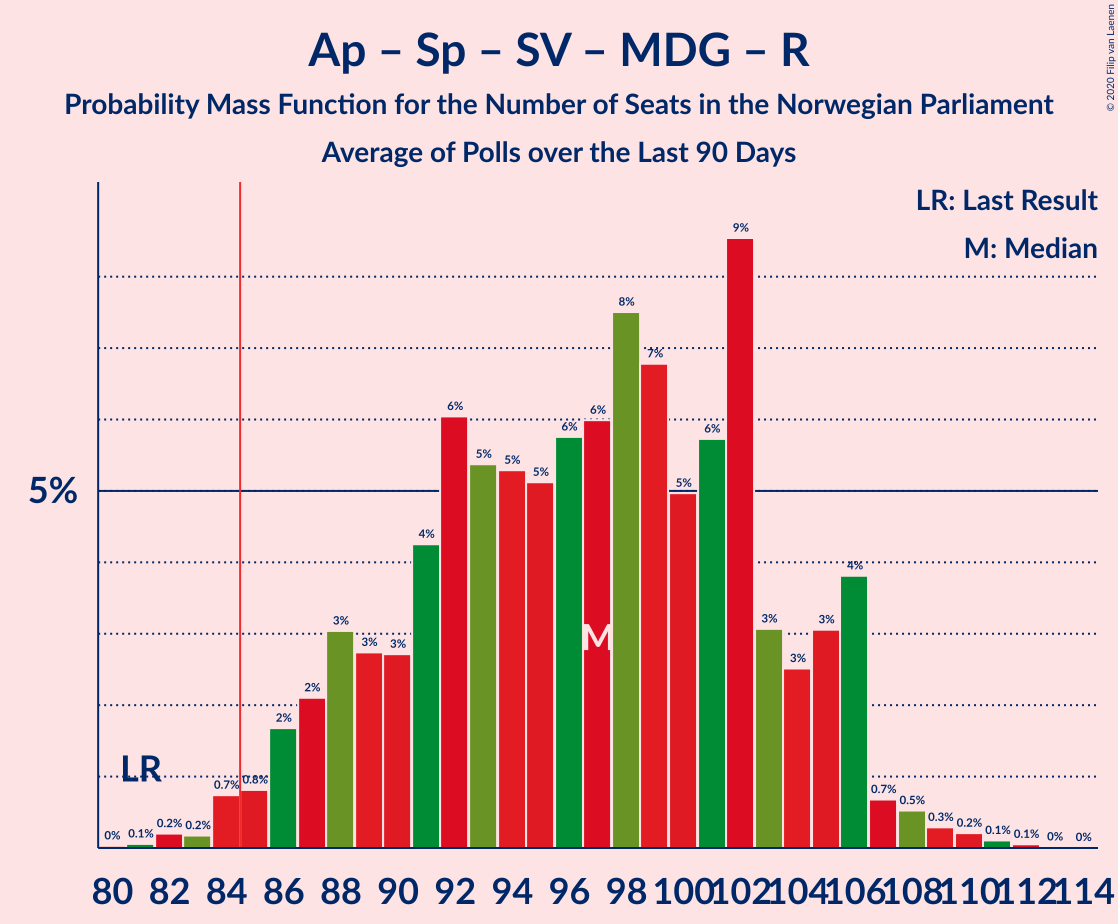 Ap – Sp – SV – MDG – R
Probability Mass Function for the Number of Seats in the Norwegian Parliament
Average of Polls over the Last 90 Days
© 2020 Filip van Laenen
LR: Last Result
M: Median
5%
LR
M
0% 0.1% 0.2% 0.2% 0.7% 0.8% 2% 2% 3% 3% 3% 4% 6% 5% 5% 5% 6% 6% 8% 7% 5% 6% 9% 3% 3% 3% 4% 0.7% 0.5% 0.3% 0.2% 0.1% 0.1% 0% 0%
80 82 84 86 88 90 92 94 96 98 100 102 104 106 108 110 112 114